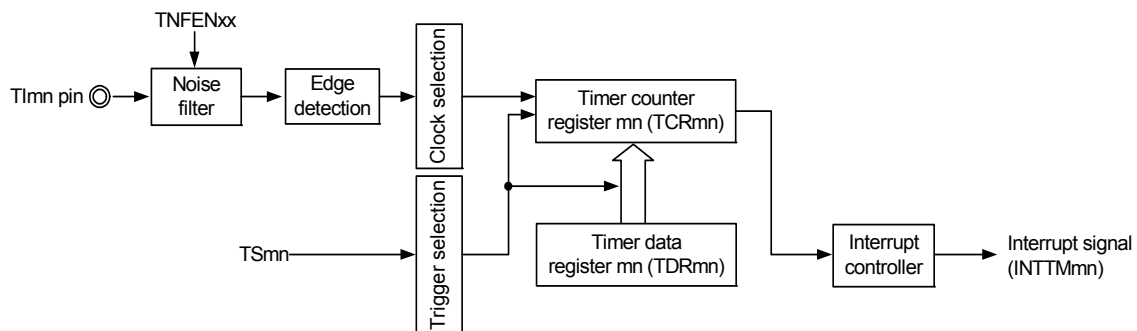 TNFENxx
TImn pin
Noise
filter
Edge
detection
Clock selection
Timer counter
register mn (TCRmn)
TSmn
Trigger selection
Timer data
register mn (TDRmn)
Interrupt
controller
Interrupt signal
(INTTMmn)